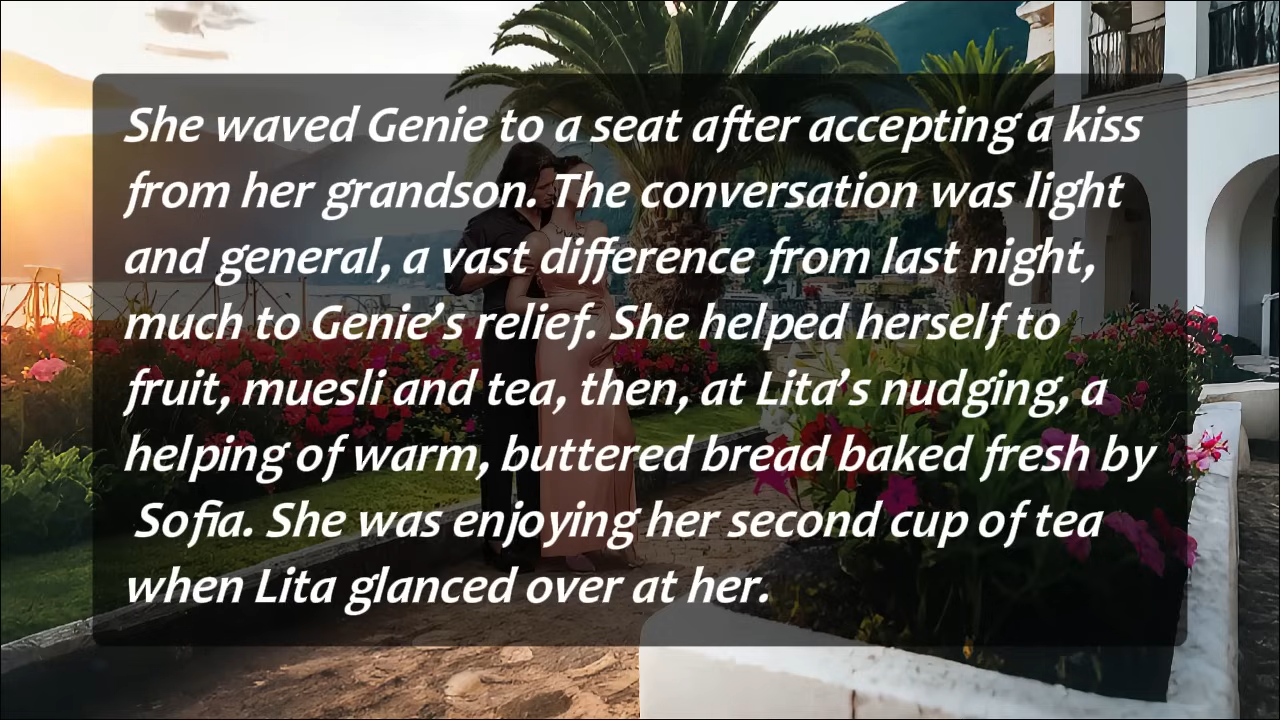 She waved Genie to a seat after accepting a kiss
from her grandson. The conversation was light
and general, a vast difference from last night,
much to Genie’s relief. She helped herself to
fruit, muesli and tea, then, at Lita’s nudging, a
helping of warm, buttered bread baked fresh by
Sofia. She was enjoying her second cup of tea
when Lita glanced over at her.